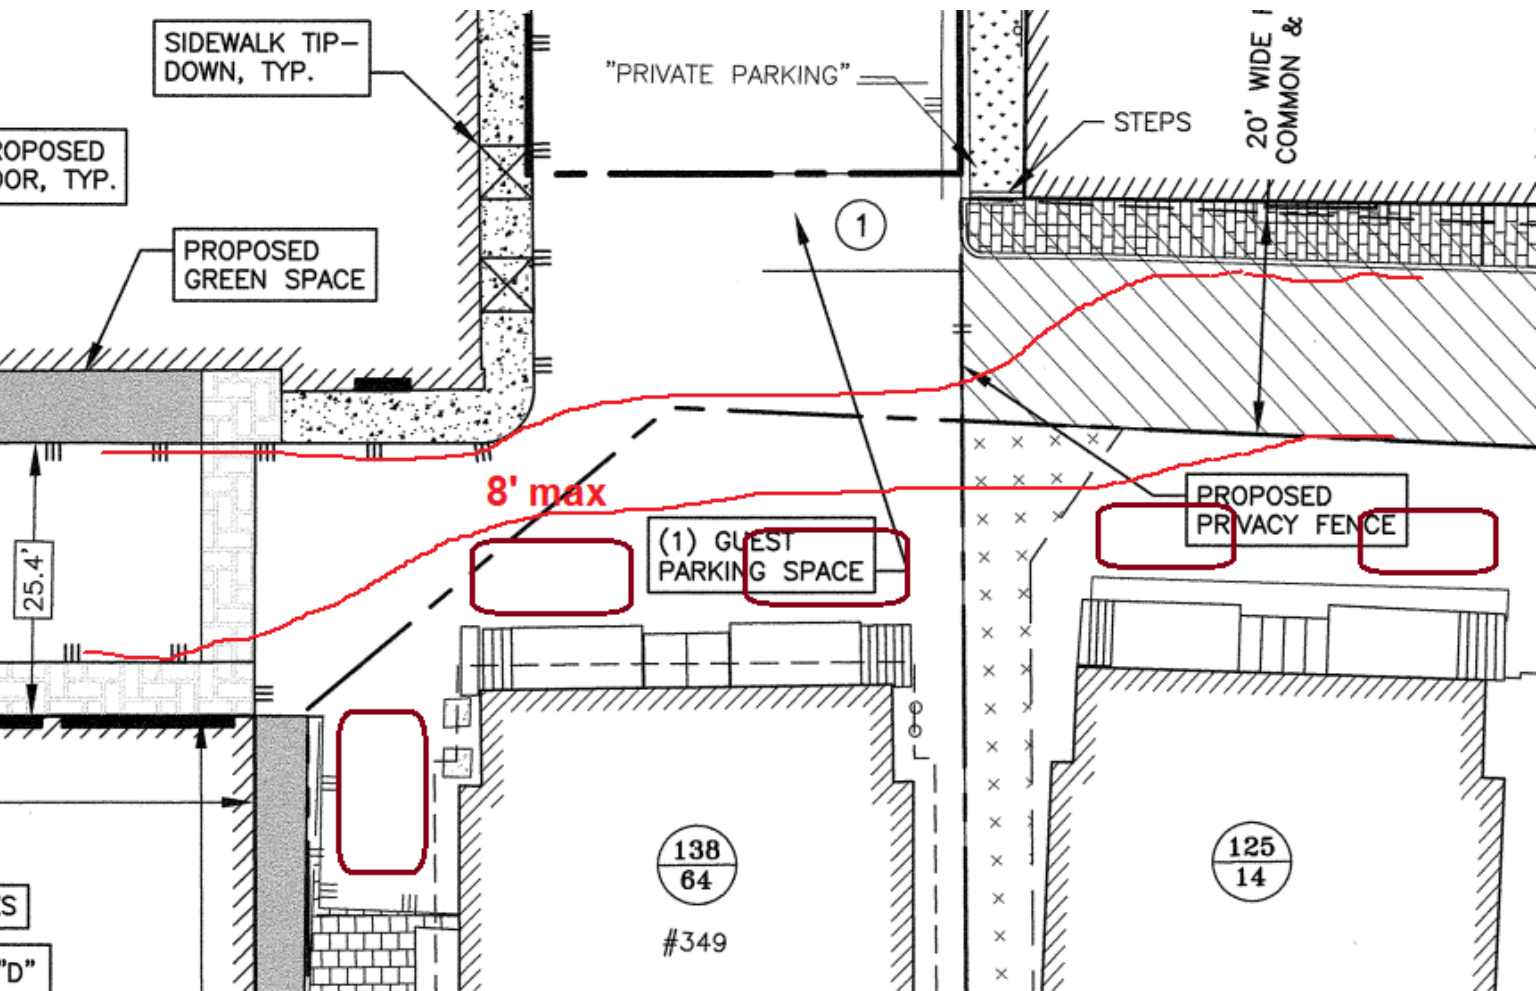 SIDEWALK TIP-
DOWN, TYP.
"PRIVATE PARKING"
STEPS
20' WIDE
COMMON &
ROPOSED
OOR, TYP.
1
PROPOSED
GREEN SPACE
8' max
PROPOSED
PRIVACY FENCE
(1) GUEST
PARKING SPACE
25.4'
138
64
125
14
#349
ES
"D"